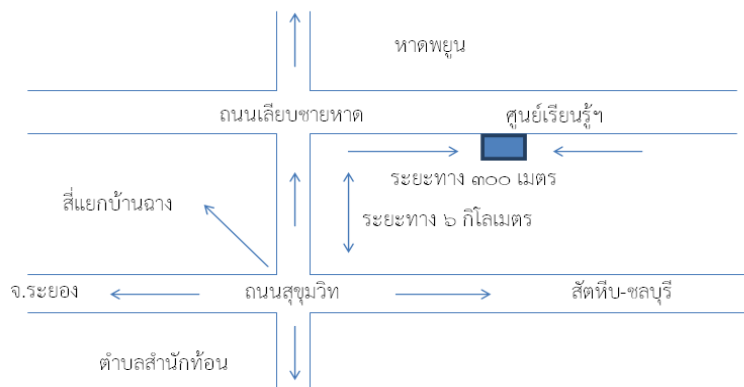 หาดพยูน
ถนนเลียบชายหาด
ศูนย์เรียนรู้ฯ
ระยะทาง ๓๐๐ เมตร
สี่แยกบ้านฉาง
ระยะทาง ๖ กิโลเมตร
จ.ระยอง
ถนนสุขุมวิท
สัตหีบ-ชลบุรี
ตำบลสำนักท้อน